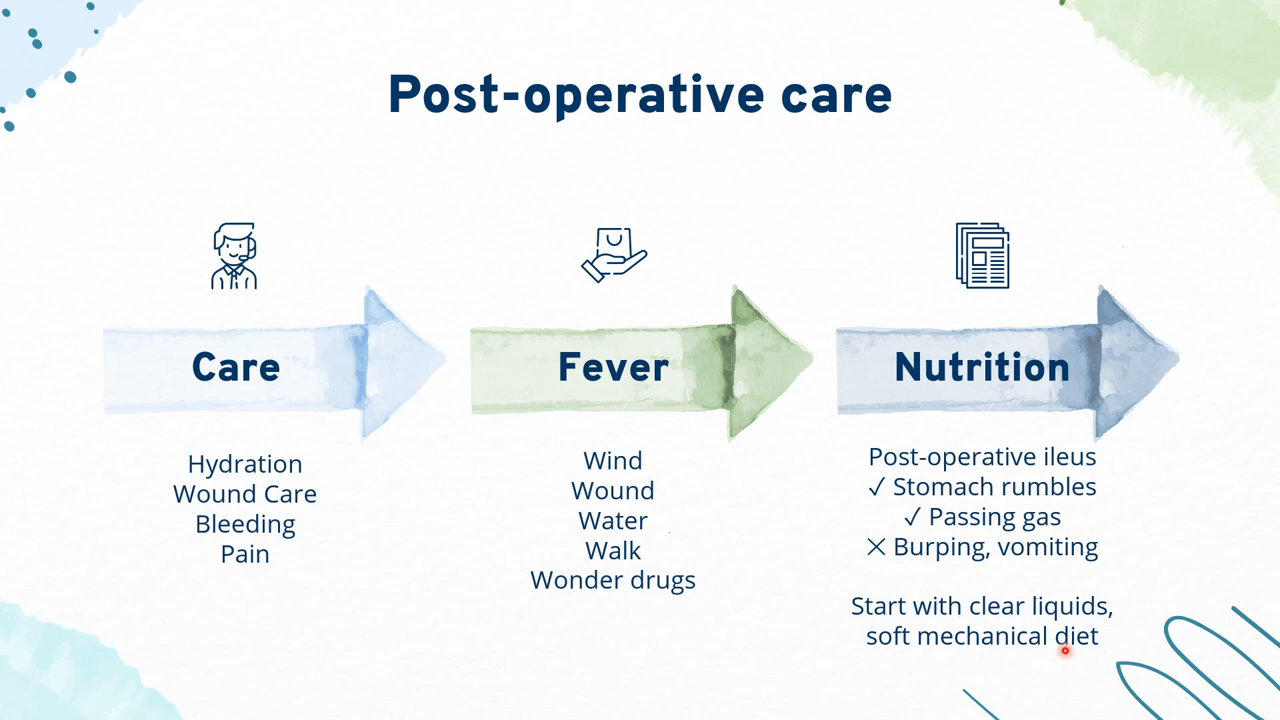 Post-operative care
Care
Hydration
Wound Care
Bleeding
Pain
Fever
Wind
Wound
Water
Walk
Wonder drugs
Nutrition
Post-operative ileus
✓ Stomach rumbles
✓ Passing gas
✕ Burping, vomiting
Start with clear liquids,
soft mechanical diet